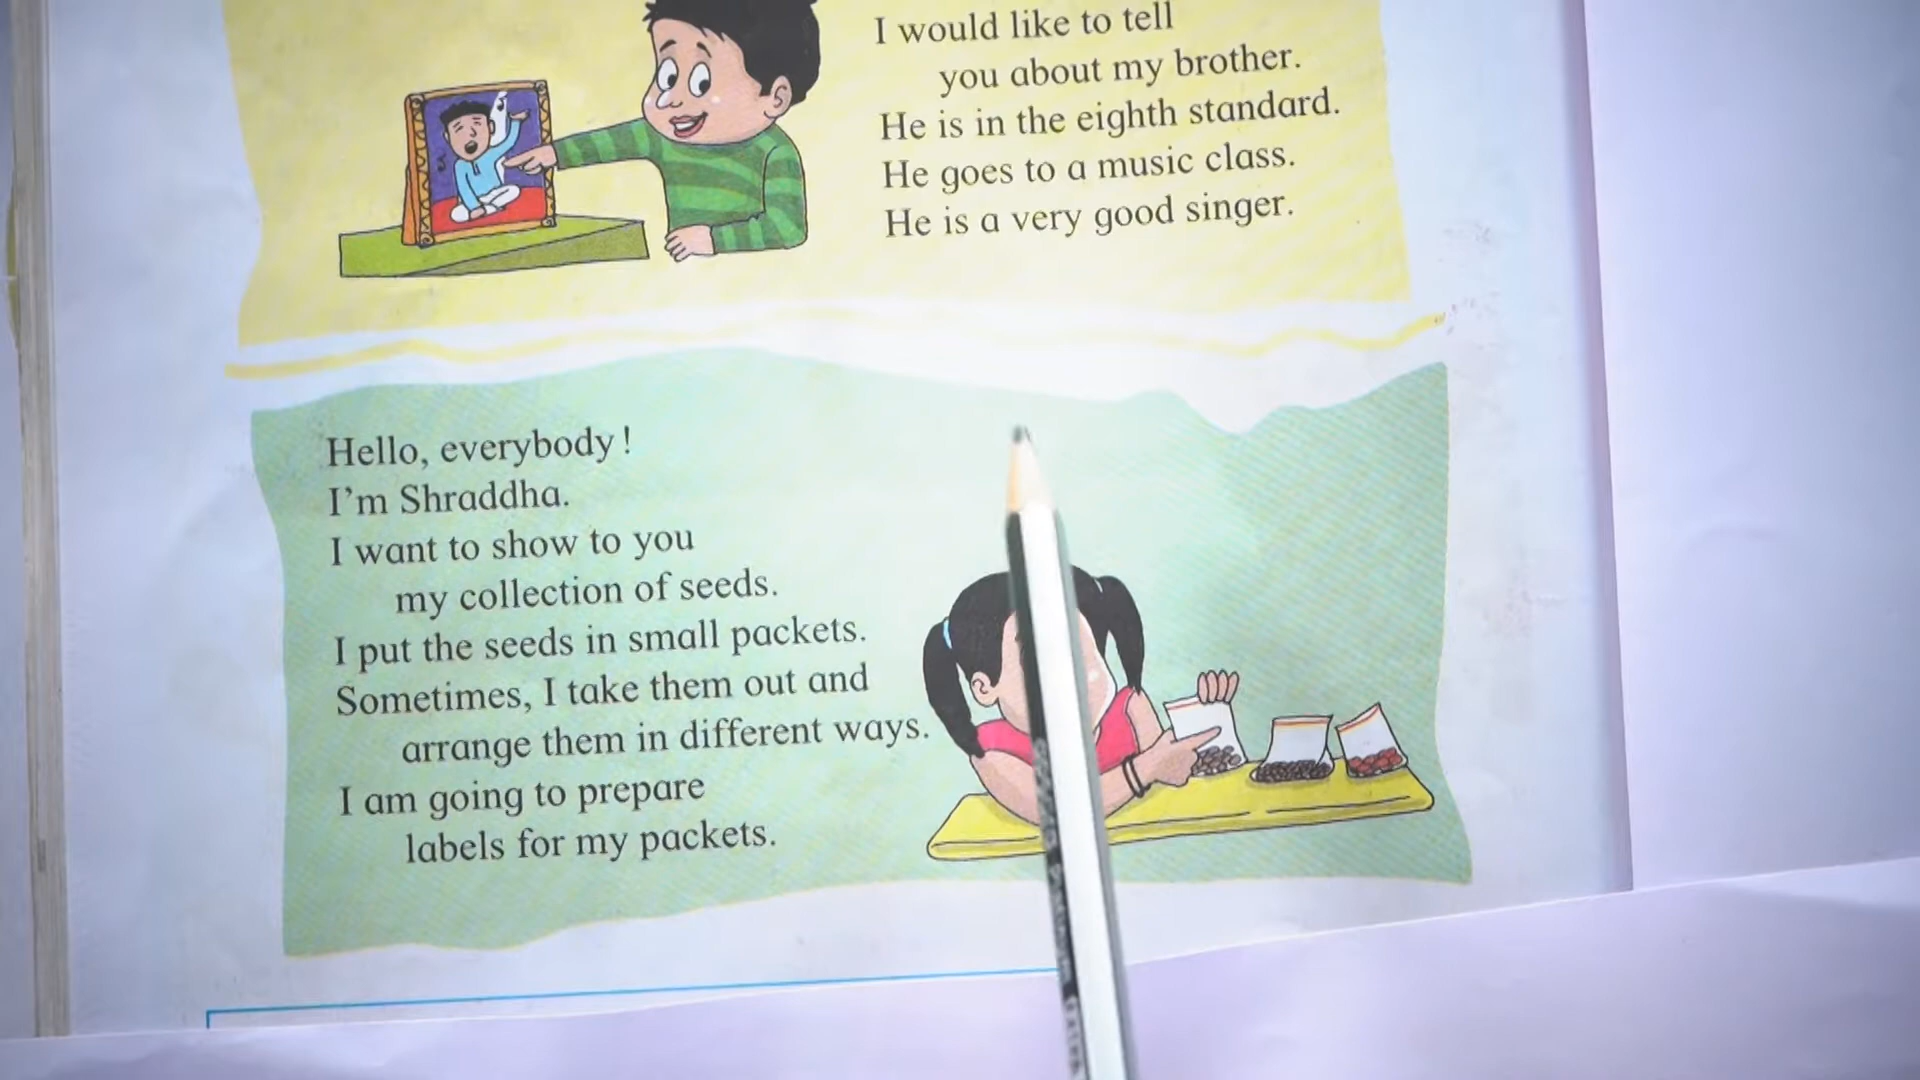 I would like to tell
you about my brother.
He is in the eighth standard.
He goes to a music class.
He is a very good singer.
Hello, everybody!
I'm Shraddha.
I want to show to you
my collection of seeds.
I put the seeds in small packets.
Sometimes, I take them out and
arrange them in different ways.
I am going to prepare
labels for my packets.